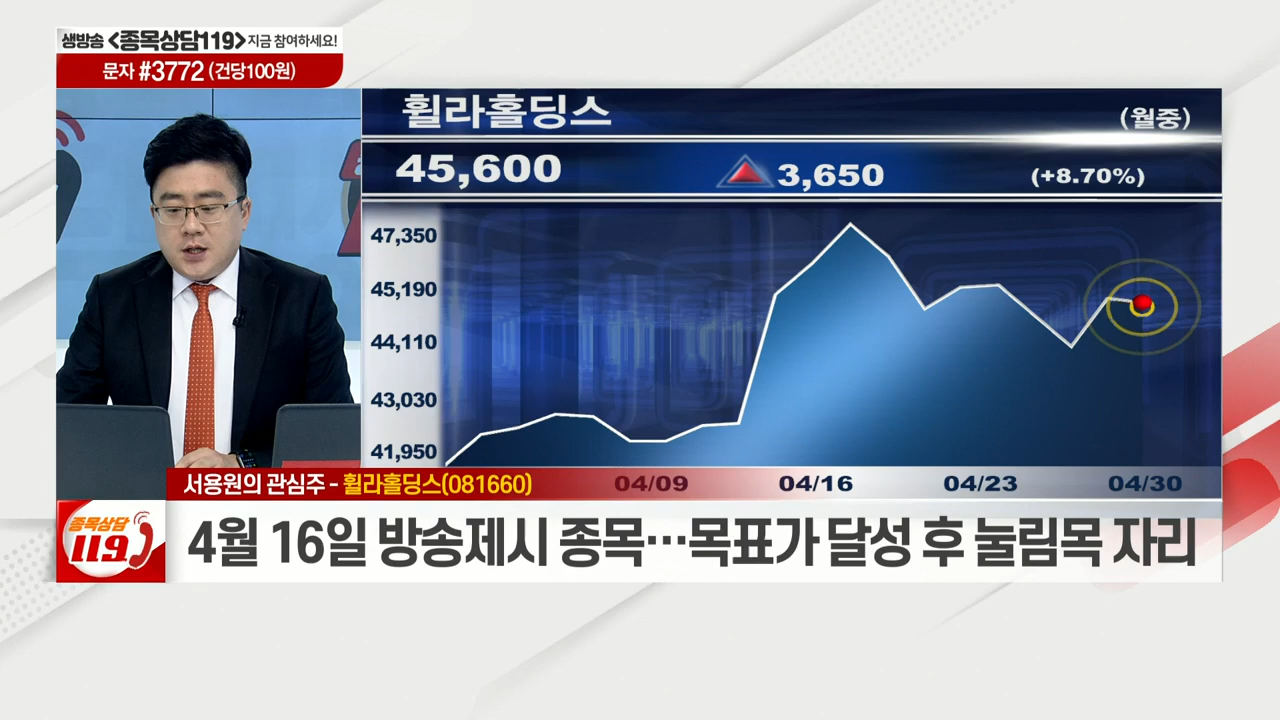 생방송 <종목상담119> 지금 참여하세요!
문자 #3772 (건당100원)
휠라홀딩스 (월중)
45,600 3,650 (+8.70%)
47,350
45,190
44,110
43,030
41,950
04/09 04/16 04/23 04/30
서용원의 관심주 - 휠라홀딩스(081660)
종목상담
119
4월 16일 방송제시 종목…목표가 달성 후 눌림목 자리